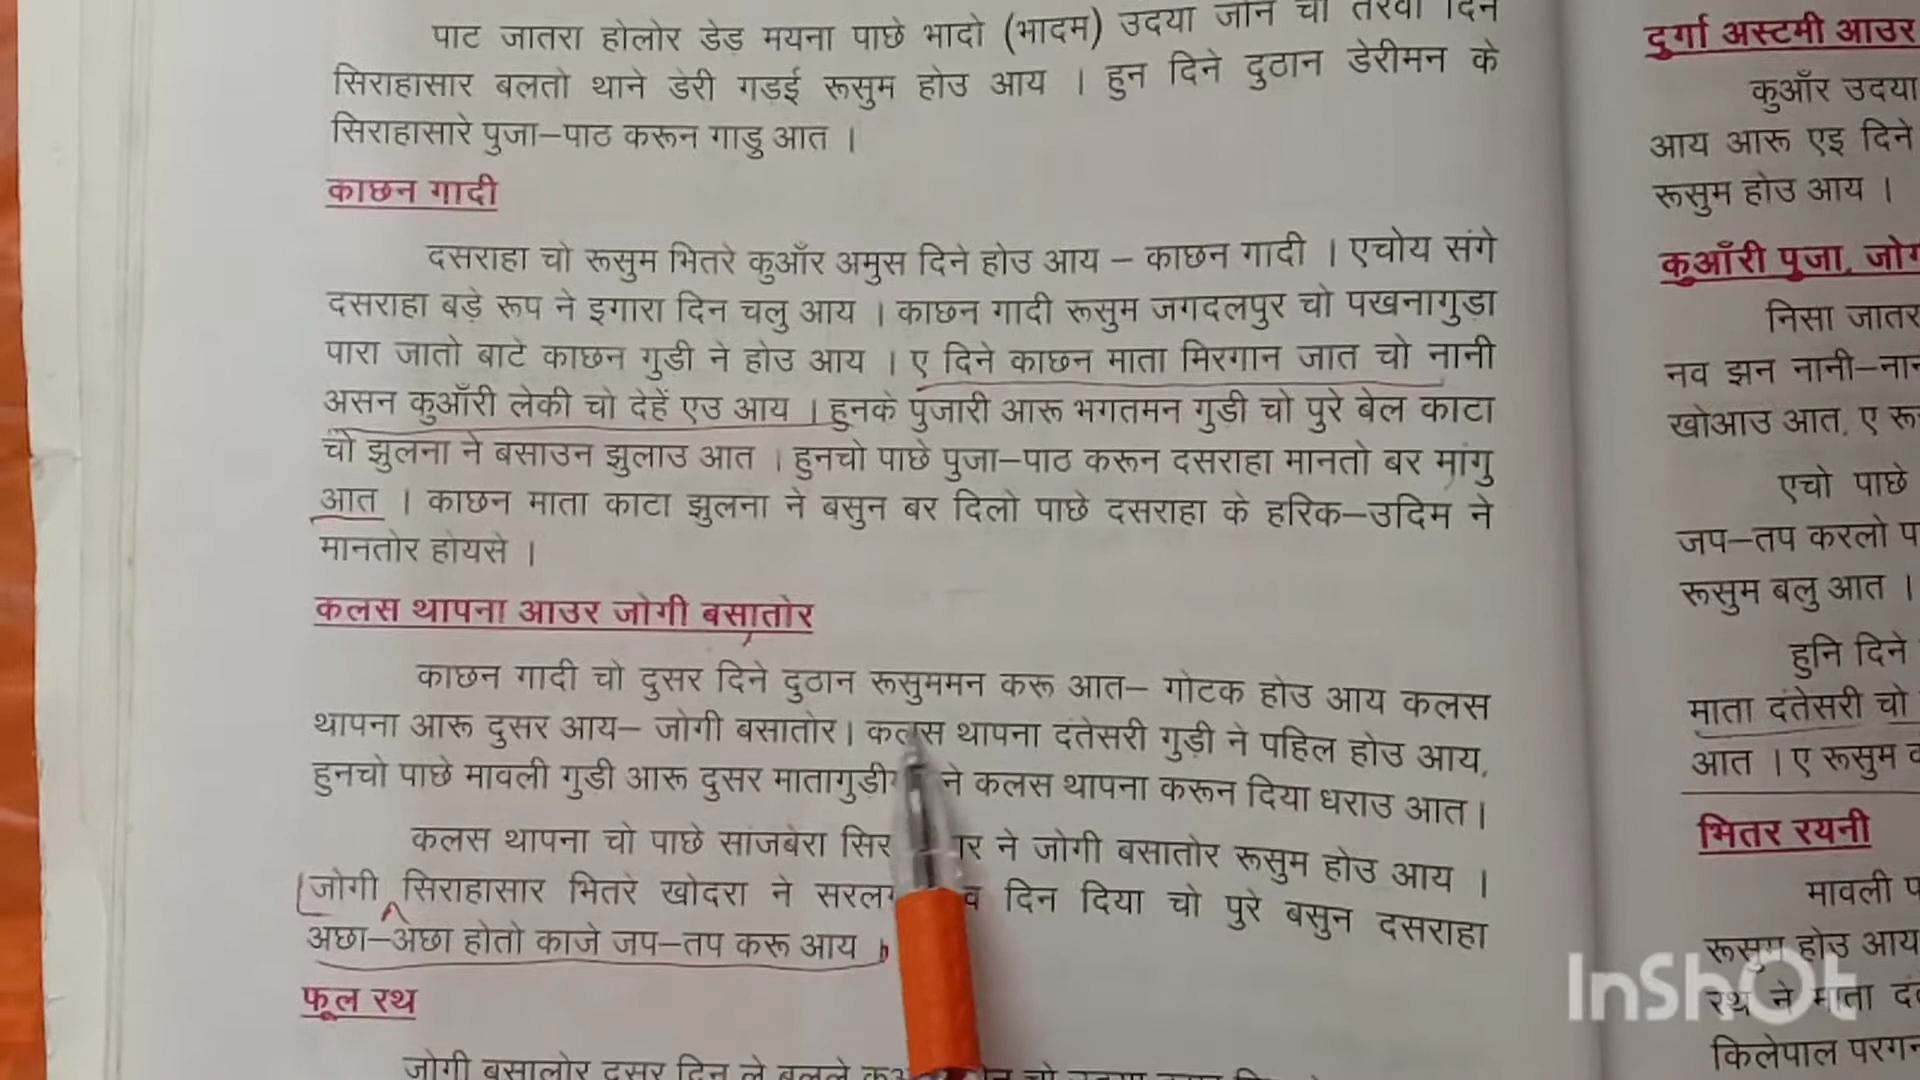 पाट जातरा होलोर डेड़ मयना पाछे भादो (भादम) उदया जोन चो तेरवा दिन
सिराहासार बलतो थाने डेरी गड़ई रूसुम होउ आय । हुन दिने दुठान डेरीमन के
सिराहासारे पुजा–पाठ करून गाडु आत ।
काछन गादी
दसराहा चो रूसुम भितरे कुआँर अमुस दिने होउ आय – काछन गादी । एचोय संगे
दसराहा बड़े रूप ने इगारा दिन चलु आय । काछन गादी रूसुम जगदलपुर चो पखनागुड़ा
पारा जातो बाटे काछन गुडी ने होउ आय । ए दिने काछन माता मिरगान जात चो नानी
असन कुआँरी लेकी चो देहें एउ आय । हुनके पुजारी आरू भगतमन गुडी चो पुरे बेल काटा
चो झुलना ने बसाउन झुलाउ आत । हुनचो पाछे पुजा–पाठ करून दसराहा मानतो बर मांगु
आत । काछन माता काटा झुलना ने बसुन बर दिलो पाछे दसराहा के हरिक–उदिम ने
मानतोर होयसे ।
कलस थापना आउर जोगी बसातोर
काछन गादी चो दुसर दिने दुठान रूसुममन करू आत– गोटक होउ आय कलस
थापना आरू दुसर आय– जोगी बसातोर। कलस थापना दंतेसरी गुड़ी ने पहिल होउ आय,
हुनचो पाछे मावली गुडी आरू दुसर मातागुड़ी ने कलस थापना करून दिया धराउ आत।
कलस थापना चो पाछे सांजबेरा ने जोगी बसातोर रूसुम होउ आय ।
जोगी सिराहासार भितरे खोदरा ने दिन दिया चो पुरे बसुन दसराहा
अछा–अछा होतो काजे जप–तप करू आय ।
फूल रथ
जोगी बसालोर दुसर दिन ले बलले
दुर्गा अस्टमी आउर
कुआँर उदया
आय आरू एइ दिने
रूसुम होउ आय ।
कुआँरी पुजा, जोग
निसा जातर
नव झन नानी–नान
खोआउ आत, ए रू
एचो पाछे
जप–तप करलो प
रूसुम बलु आत ।
हुनि दिने
माता दंतेसरी चो
आत । ए रूसुम
भितर रयनी
मावली प
रूसुम होउ आय
रथ ने माता दं
किलेपाल परगन
InShOt